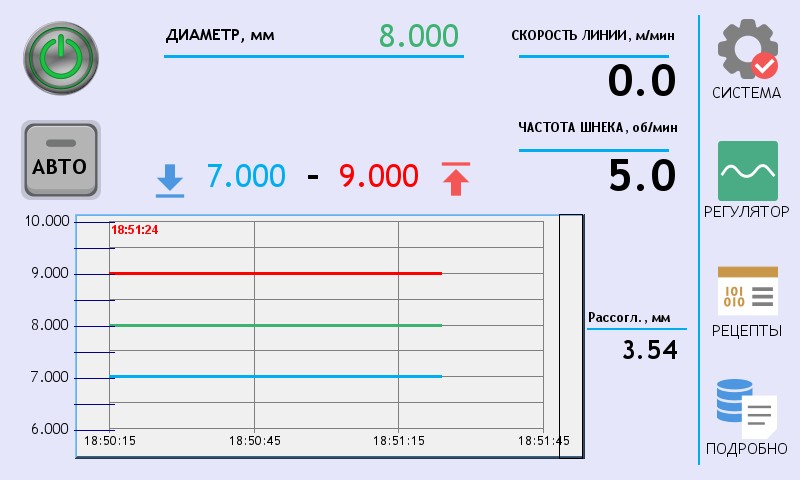 ДИАМЕТР, мм
8.000
СКОРОСТЬ ЛИНИИ, м/мин
0.0
СИСТЕМА
АВТО
7.000 - 9.000
ЧАСТОТА ШНЕКА, об/мин
5.0
РЕГУЛЯТОР
10.000
18:51:24
9.000
8.000
7.000
6.000
18:50:15
18:50:45
18:51:15
18:51:45
Рассогл., мм
3.54
101
010
РЕЦЕПТЫ
ПОДРОБНО